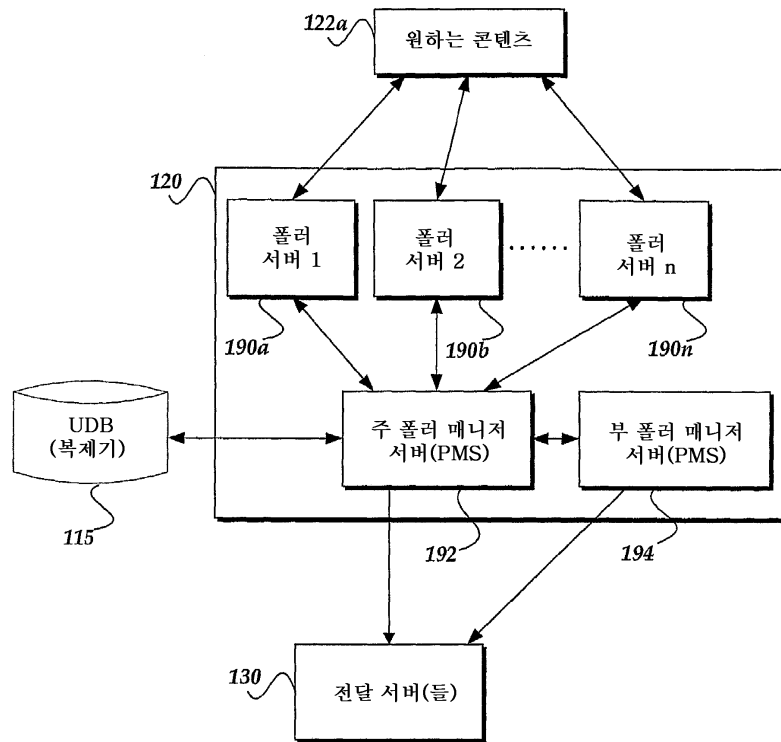 122a
원하는 콘텐츠
120
폴러
서버 1
폴러
서버 2
......
폴러
서버 n
190a
190b
190n
UDB
(복제기)
주 폴러 매니저
서버(PMS)
부 폴러 매니저
서버(PMS)
115
192
194
130
전달 서버(들)